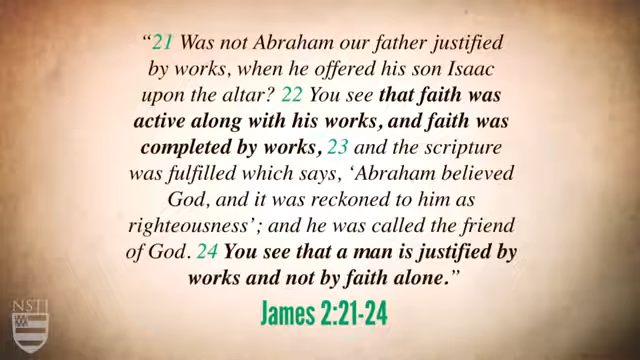 “21 Was not Abraham our father justified
by works, when he offered his son Isaac
upon the altar? 22 You see that faith was
active along with his works, and faith was
completed by works, 23 and the scripture
was fulfilled which says, ‘Abraham believed
God, and it was reckoned to him as
righteousness’; and he was called the friend
of God. 24 You see that a man is justified by
works and not by faith alone.”
James 2:21-24